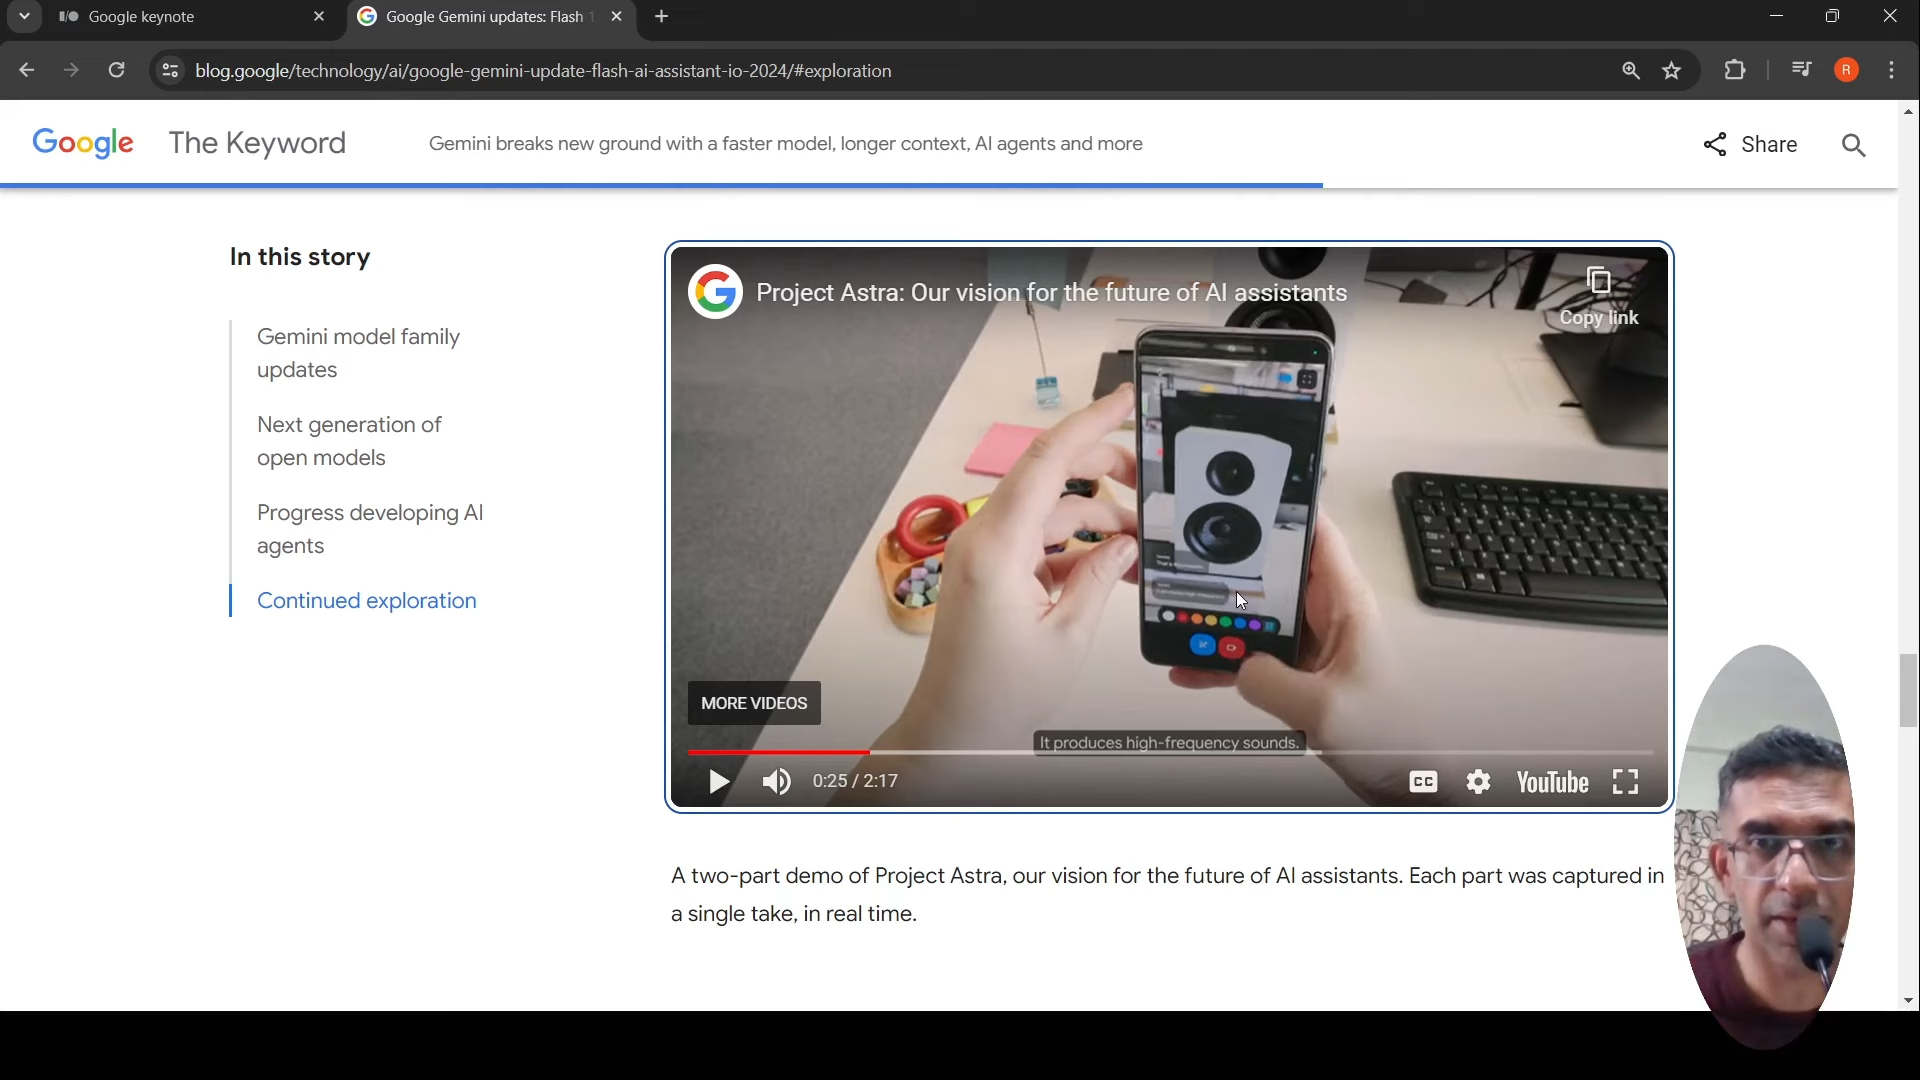 Google keynote
Google Gemini updates: Flash 1
blog.google/technology/ai/google-gemini-update-flash-ai-assistant-io-2024/#exploration
R
Google The Keyword
Gemini breaks new ground with a faster model, longer context, AI agents and more
Share
In this story
Gemini model family
updates
Next generation of
open models
Progress developing AI
agents
Continued exploration
Project Astra: Our vision for the future of AI assistants
Copy link
MORE VIDEOS
It produces high-frequency sounds.
0:25 / 2:17
CC
YouTube
A two-part demo of Project Astra, our vision for the future of AI assistants. Each part was captured in
a single take, in real time.